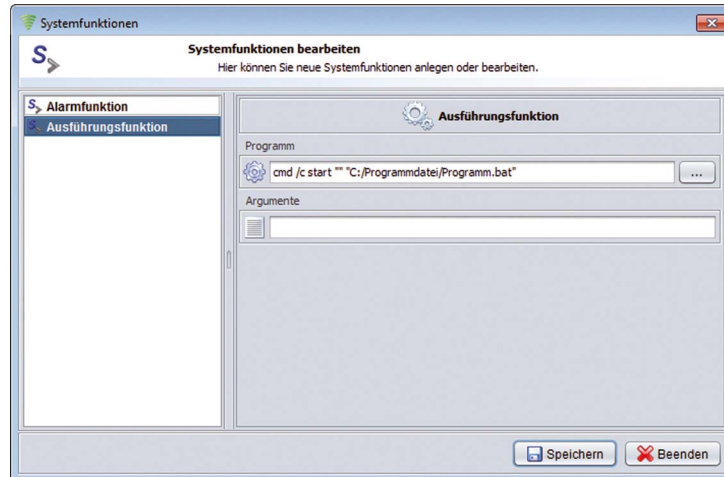 Systemfunktionen
Systemfunktionen bearbeiten
Hier können Sie neue Systemfunktionen anlegen oder bearbeiten.
Alarmfunktion
Ausführungsfunktion
Ausführungsfunktion
Programm
cmd /c start "" "C:/Programmdatei/Programm.bat"
...
Argumente
Speichern
Beenden